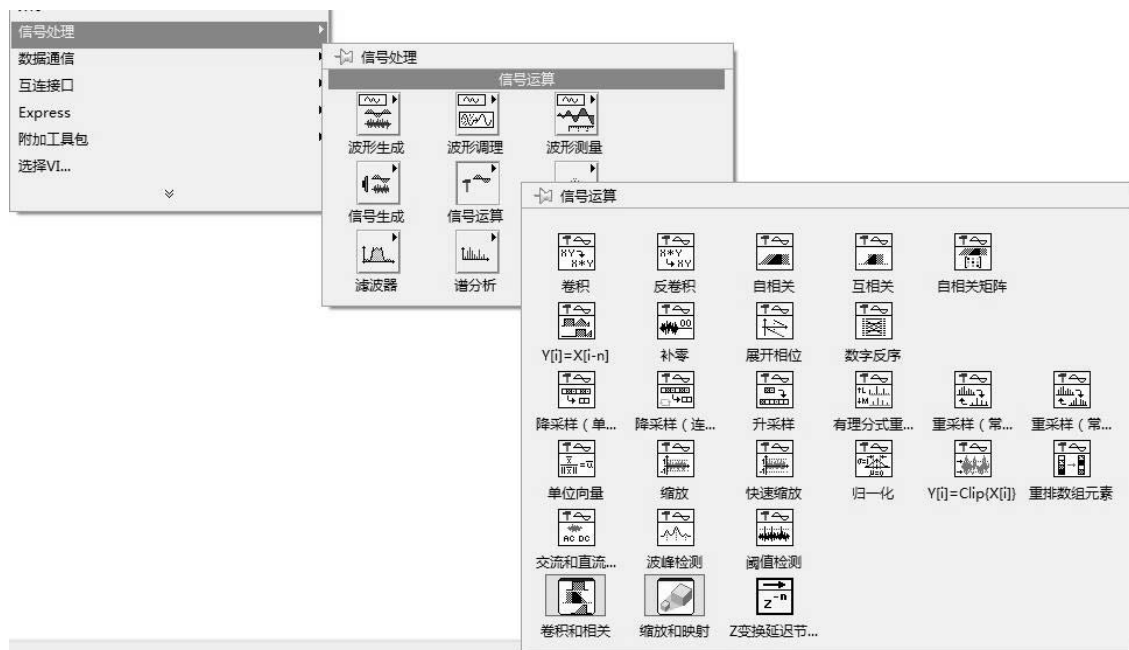 信号处理
数据通信
互连接口
Express
附加工具包
选择VI...
信号处理
信号运算
波形生成 波形调理 波形测量
信号生成 信号运算
滤波器 谱分析
信号运算
卷积 反卷积 自相关 互相关 自相关矩阵
Y[i]=X[i-n] 补零 展开相位 数字反序
降采样（单... 降采样（连... 升采样 有理分式重... 重采样（常... 重采样（常...
单位向量 缩放 快速缩放 归一化 Y[i]=Clip{X[i]} 重排数组元素
AC DC
交流和直流... 波峰检测 阈值检测
z⁻ⁿ
卷积和相关 缩放和映射 Z变换延迟节...